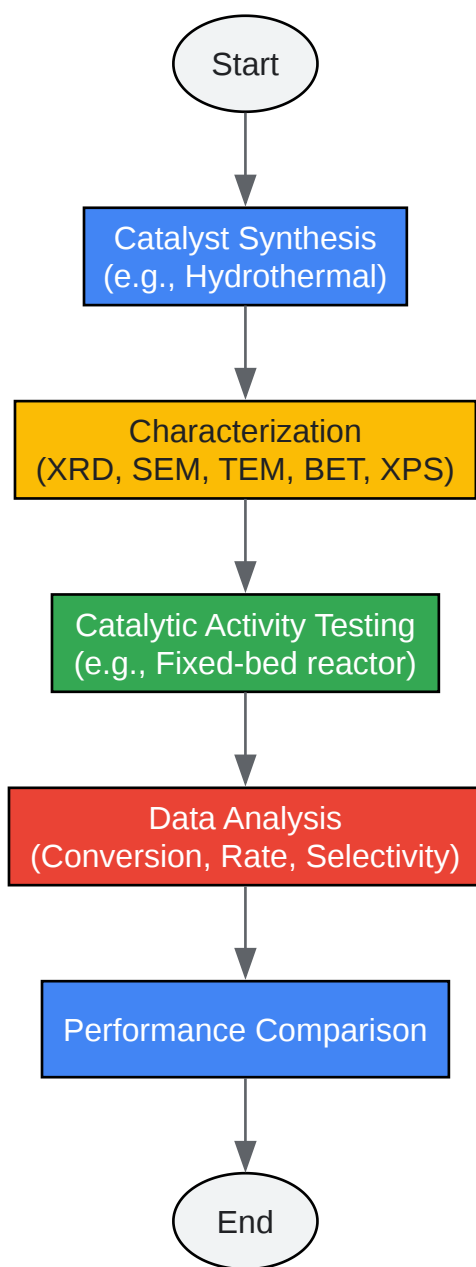 Start
Catalyst Synthesis
(e.g., Hydrothermal)
Characterization
(XRD, SEM, TEM, BET, XPS)
Catalytic Activity Testing
(e.g., Fixed-bed reactor)
Data Analysis
(Conversion, Rate, Selectivity)
Performance Comparison
End